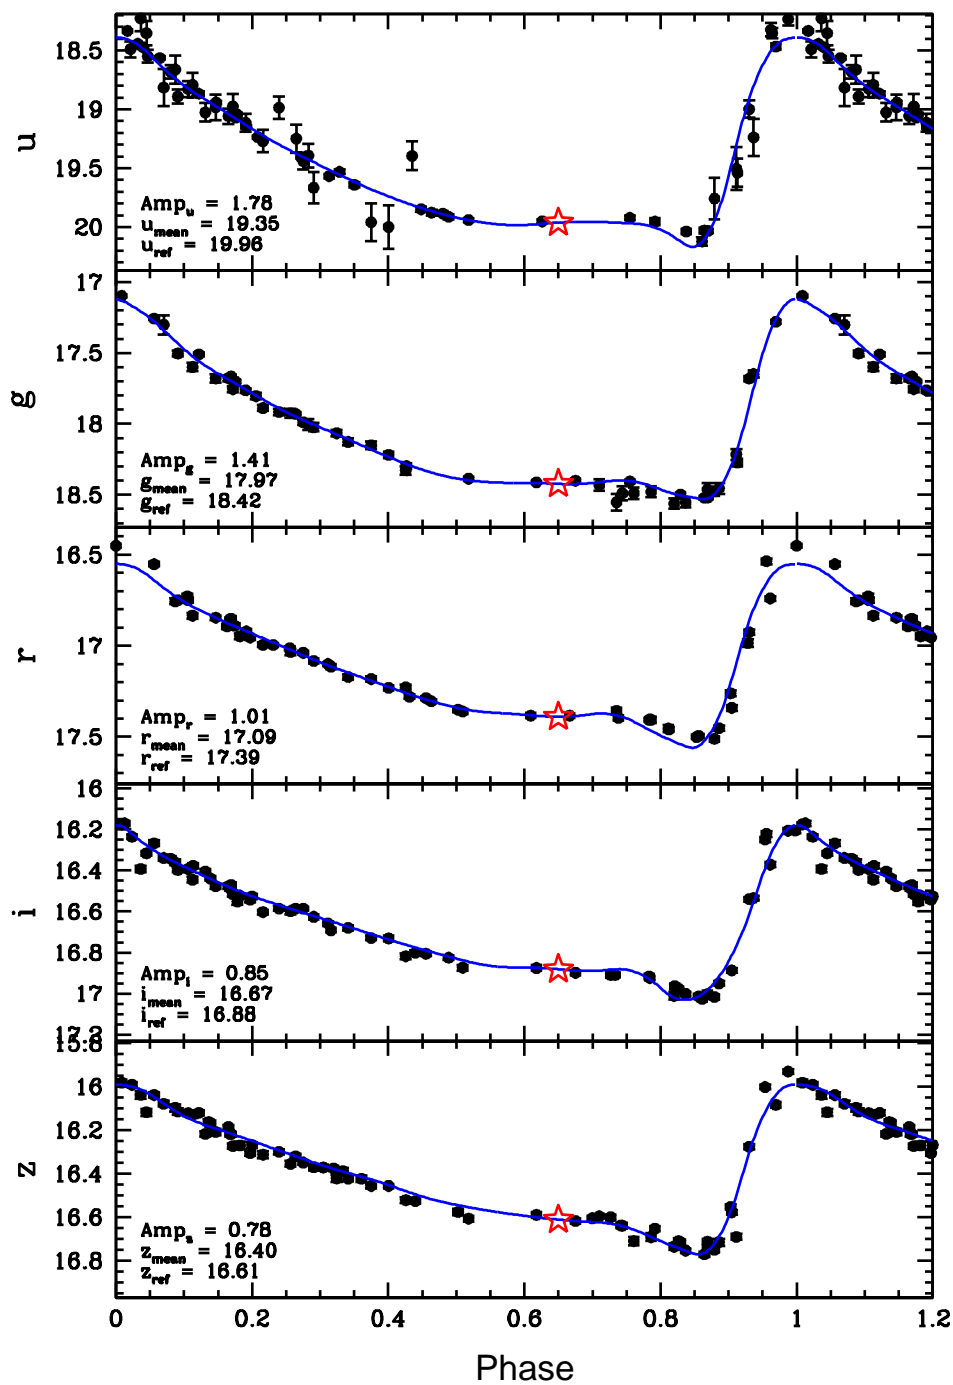 18.5
19
19.5
20
u
Amp_u = 1.78
u_mean = 19.35
u_ref = 19.96
17
17.5
18
18.5
g
Amp_g = 1.41
g_mean = 17.97
g_ref = 18.42
16.5
17
17.5
r
Amp_r = 1.01
r_mean = 17.09
r_ref = 17.39
16
16.2
16.4
16.6
16.8
17
17.2
i
Amp_i = 0.85
i_mean = 16.67
i_ref = 16.88
15.8
16
16.2
16.4
16.6
16.8
z
Amp_z = 0.78
z_mean = 16.40
z_ref = 16.61
0 0.2 0.4 0.6 0.8 1 1.2
Phase